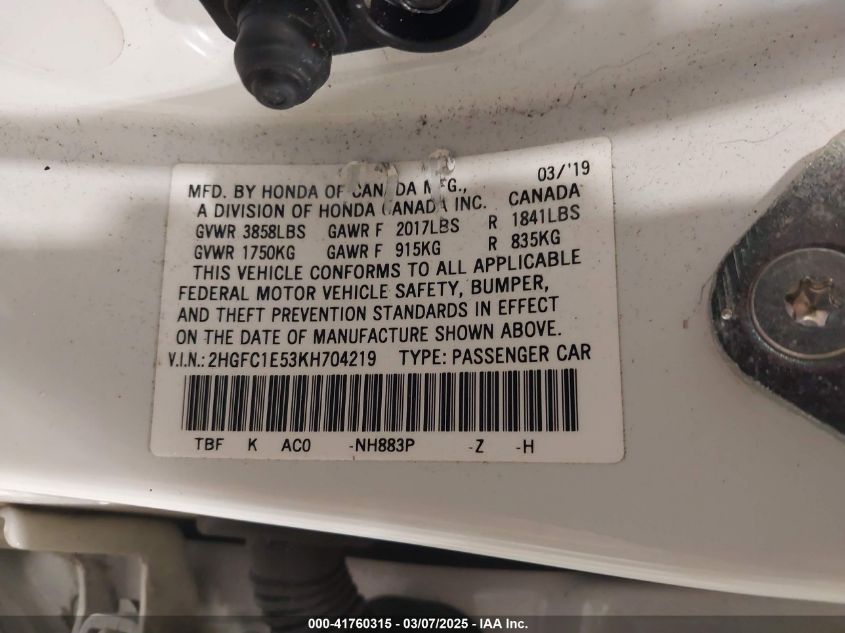 03/'19
MFD. BY HONDA OF CANADA MFG., CANADA
A DIVISION OF HONDA CANADA INC.
GVWR 3858LBS GAWR F 2017LBS R 1841LBS
GVWR 1750KG GAWR F 915KG R 835KG
THIS VEHICLE CONFORMS TO ALL APPLICABLE
FEDERAL MOTOR VEHICLE SAFETY, BUMPER,
AND THEFT PREVENTION STANDARDS IN EFFECT
ON THE DATE OF MANUFACTURE SHOWN ABOVE.
V.I.N.: 2HGFC1E53KH704219 TYPE: PASSENGER CAR
TBF K AC0 -NH883P -Z -H
000-41760315 - 03/07/2025 - IAA Inc.